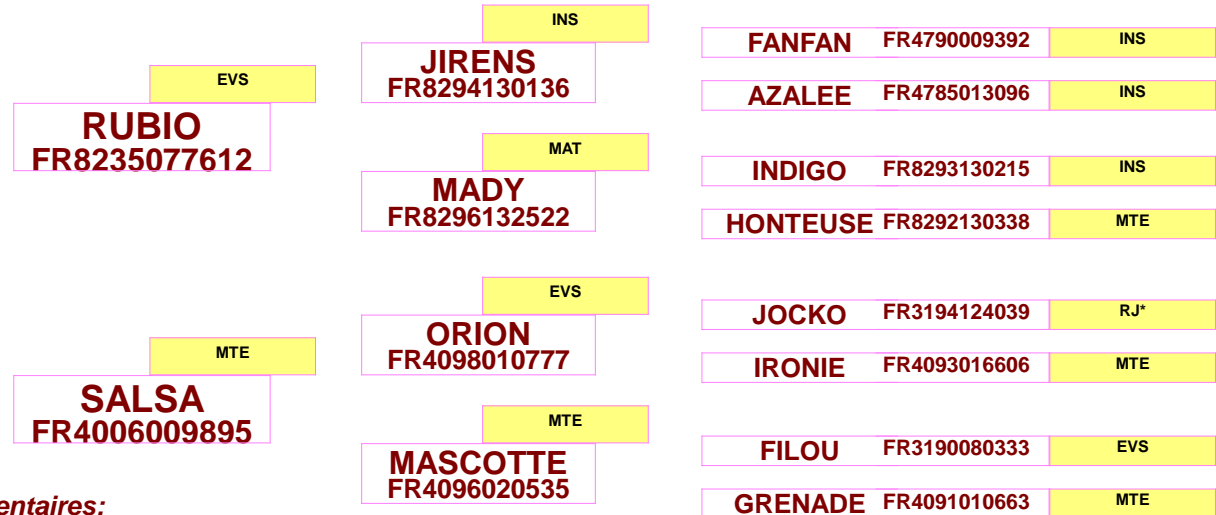 EVS
RUBIO
FR8235077612
MTE
SALSA
FR4006009895
INS
JIRENS
FR8294130136
MAT
MADY
FR8296132522
EVS
ORION
FR4098010777
MTE
MASCOTTE
FR4096020535
FANFAN FR4790009392 INS
AZALEE FR4785013096 INS
INDIGO FR8293130215 INS
HONTEUSE FR8292130338 MTE
JOCKO FR3194124039 RJ*
IRONIE FR4093016606 MTE
FILOU FR3190080333 EVS
GRENADE FR4091010663 MTE
entaires: